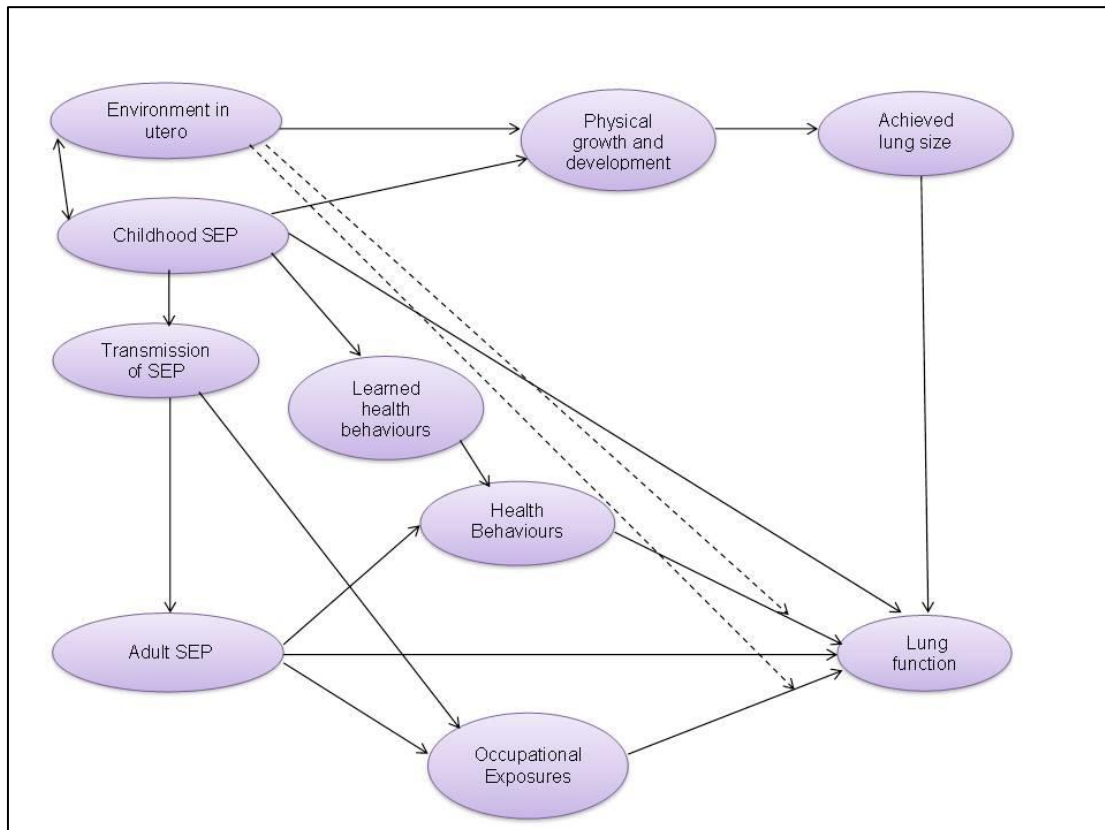 Environment in
utero
Physical
growth and
development
Achieved
lung size
Childhood SEP
Transmission
of SEP
Learned
health
behaviours
Health
Behaviours
Adult SEP
Lung
function
Occupational
Exposures